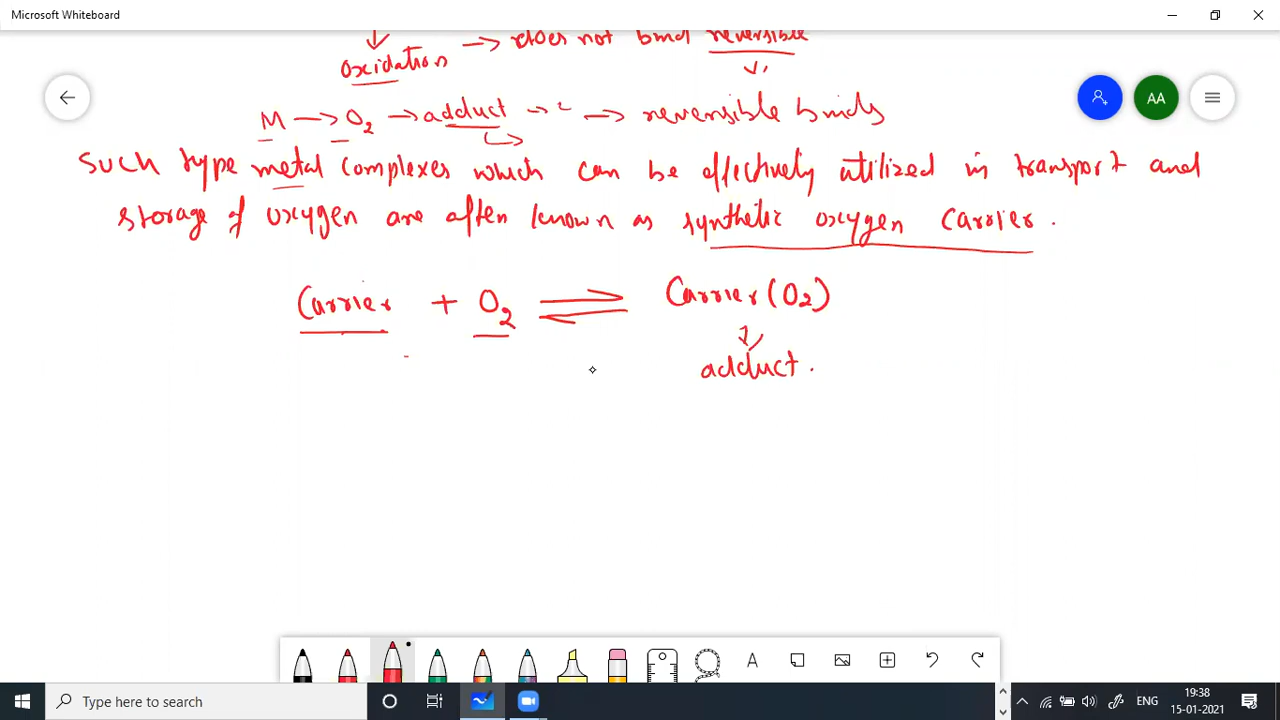 Microsoft Whiteboard
oxidation → does not bind reversible
M → O2 → adduct → reversible binds
AA
Such type metal complexes which can be effectively utilized in transport and
storage of oxygen are often known as synthetic oxygen carrier.
Carrier + O2 ⇌ Carrier (O2)
adduct.
A
Type here to search
ENG
19:38
15-01-2021